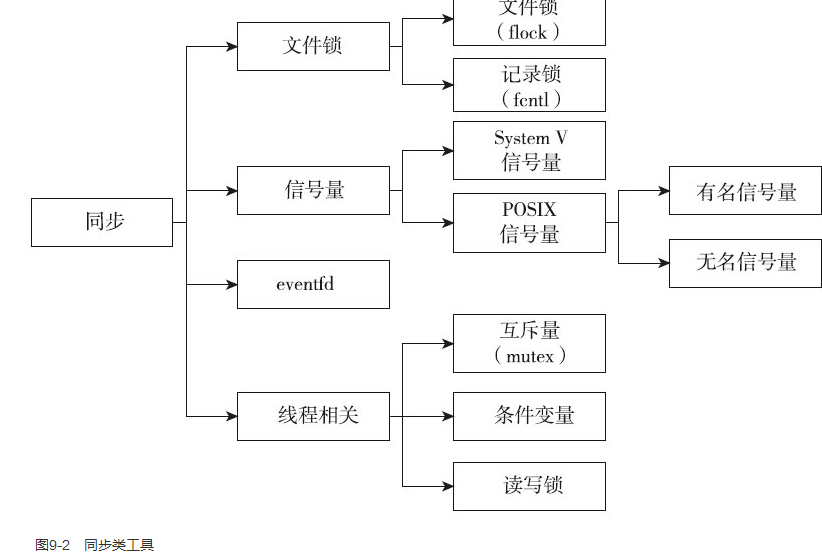 文件锁
（flock）
文件锁
记录锁
（fcntl）
System V
信号量
信号量
有名信号量
同步
POSIX
信号量
无名信号量
eventfd
互斥量
（mutex）
线程相关
条件变量
读写锁
图9-2 同步类工具